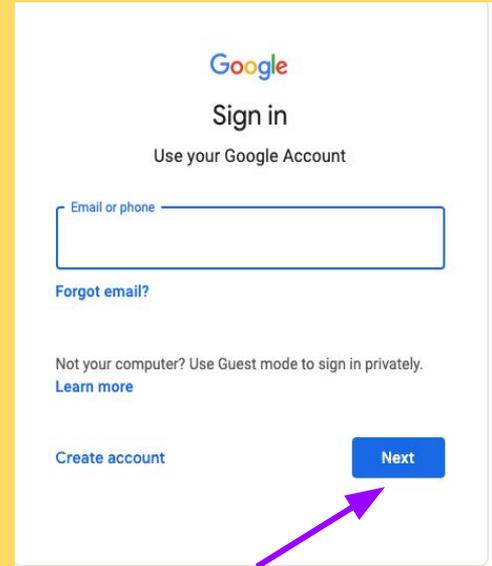 Google
Sign in
Use your Google Account
Email or phone
Forgot email?
Not your computer? Use Guest mode to sign in privately.
Learn more
Create account
Next